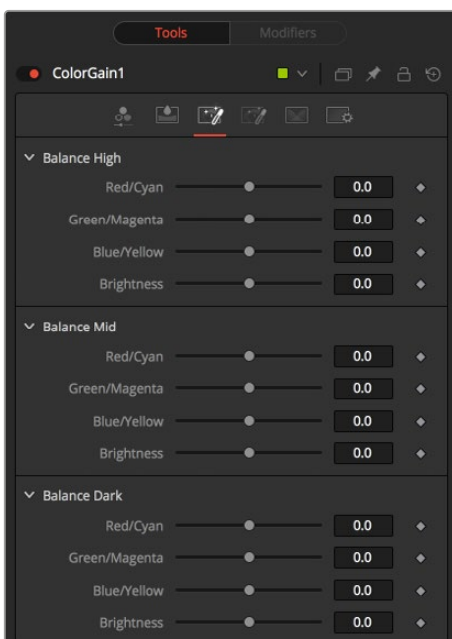 Tools Modifiers
ColorGain1
Balance High
Red/Cyan 0.0
Green/Magenta 0.0
Blue/Yellow 0.0
Brightness 0.0
Balance Mid
Red/Cyan 0.0
Green/Magenta 0.0
Blue/Yellow 0.0
Brightness 0.0
Balance Dark
Red/Cyan 0.0
Green/Magenta 0.0
Blue/Yellow 0.0
Brightness 0.0